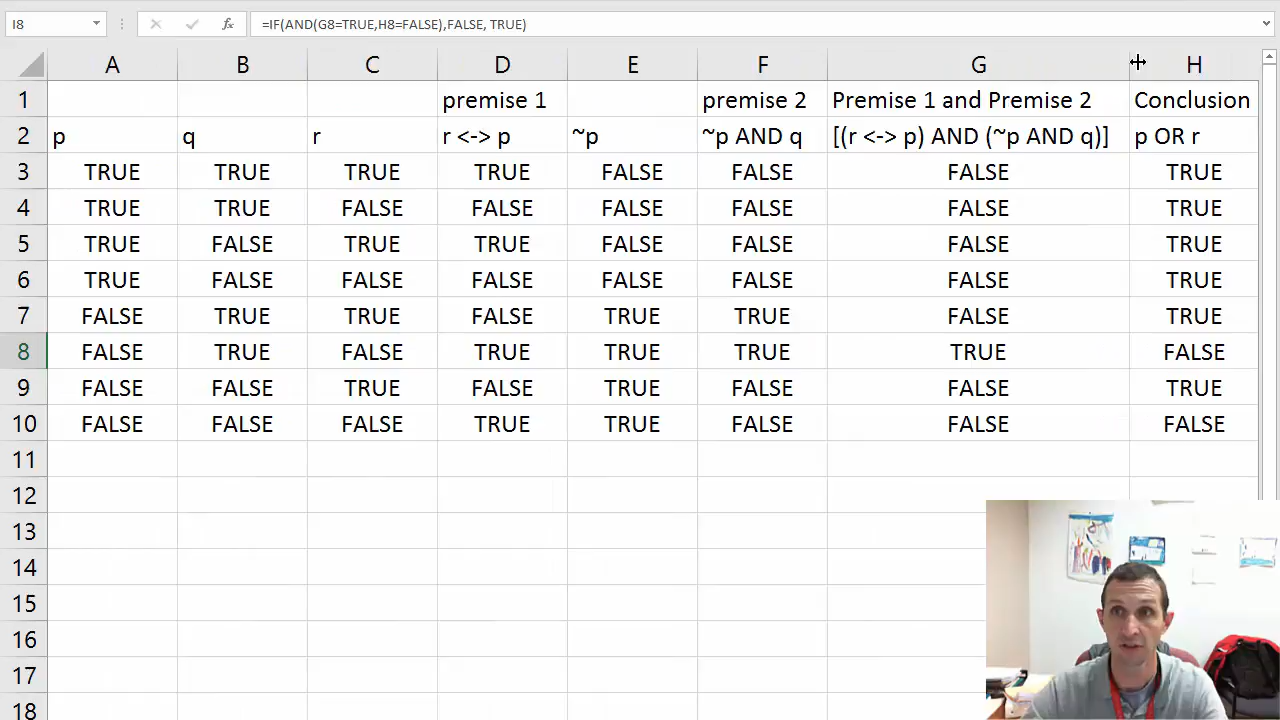 I8 fx =IF(AND(G8=TRUE,H8=FALSE),FALSE, TRUE)
A B C D E F G H
1 premise 1 premise 2 Premise 1 and Premise 2 Conclusion
2 p q r r <-> p ~p ~p AND q [(r <-> p) AND (~p AND q)] p OR r
3 TRUE TRUE TRUE TRUE FALSE FALSE FALSE TRUE
4 TRUE TRUE FALSE FALSE FALSE FALSE FALSE TRUE
5 TRUE FALSE TRUE TRUE FALSE FALSE FALSE TRUE
6 TRUE FALSE FALSE FALSE FALSE FALSE FALSE TRUE
7 FALSE TRUE TRUE FALSE TRUE TRUE FALSE TRUE
8 FALSE TRUE FALSE TRUE TRUE TRUE TRUE FALSE
9 FALSE FALSE TRUE FALSE TRUE FALSE FALSE TRUE
10 FALSE FALSE FALSE TRUE TRUE FALSE FALSE FALSE
11
12
13
14
15
16
17
18